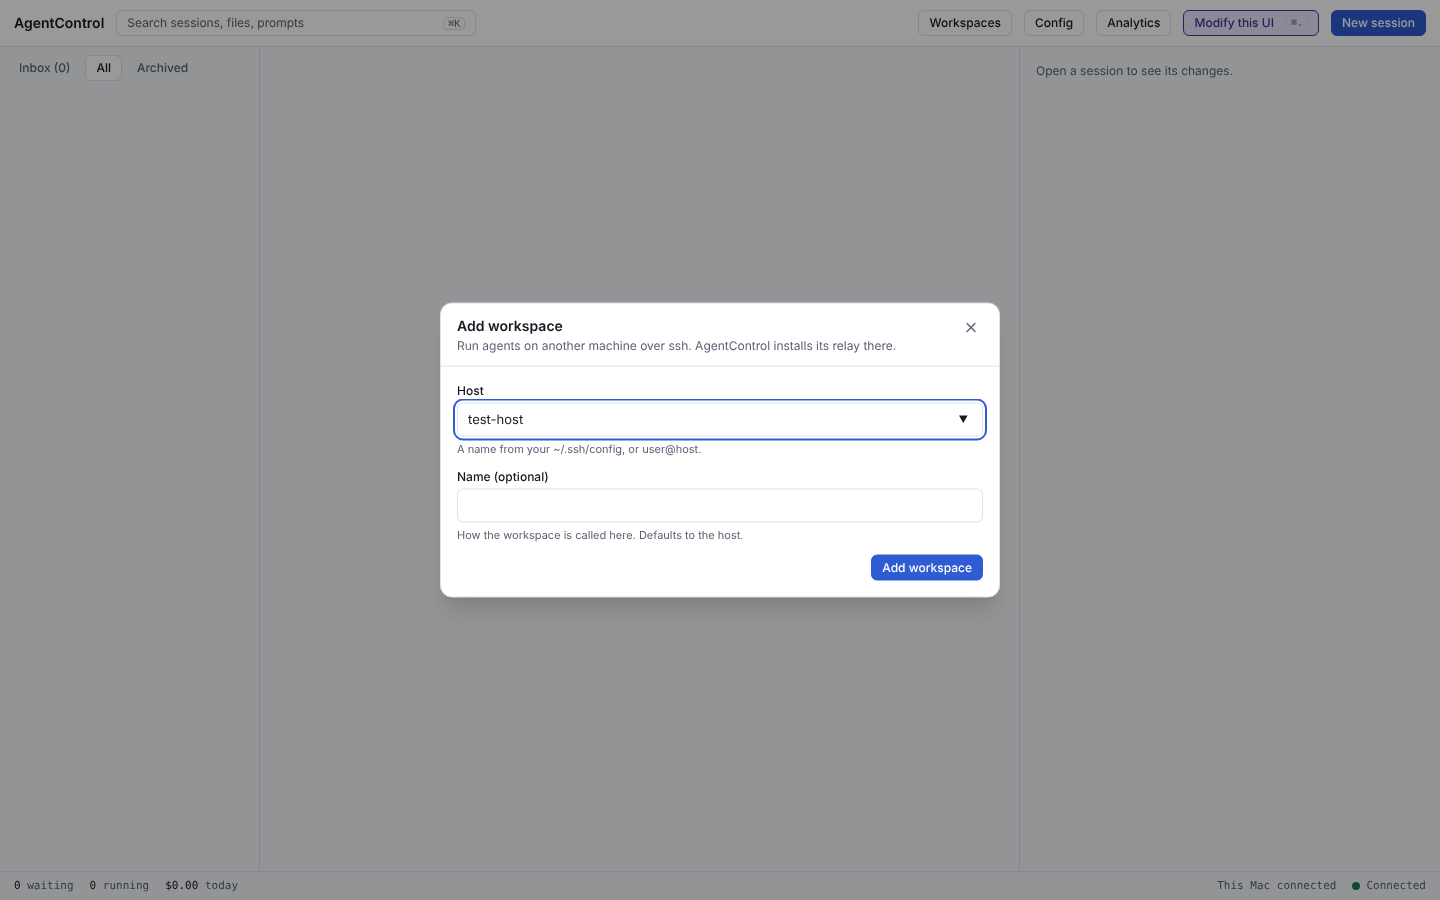 AgentControl
Search sessions, files, prompts ⌘K
Workspaces
Config
Analytics
Modify this UI ⌘.
New session
Inbox (0)
All
Archived
Open a session to see its changes.
Add workspace
Run agents on another machine over ssh. AgentControl installs its relay there.
Host
test-host
A name from your ~/.ssh/config, or user@host.
Name (optional)
How the workspace is called here. Defaults to the host.
Add workspace
0 waiting 0 running $0.00 today
This Mac connected
Connected